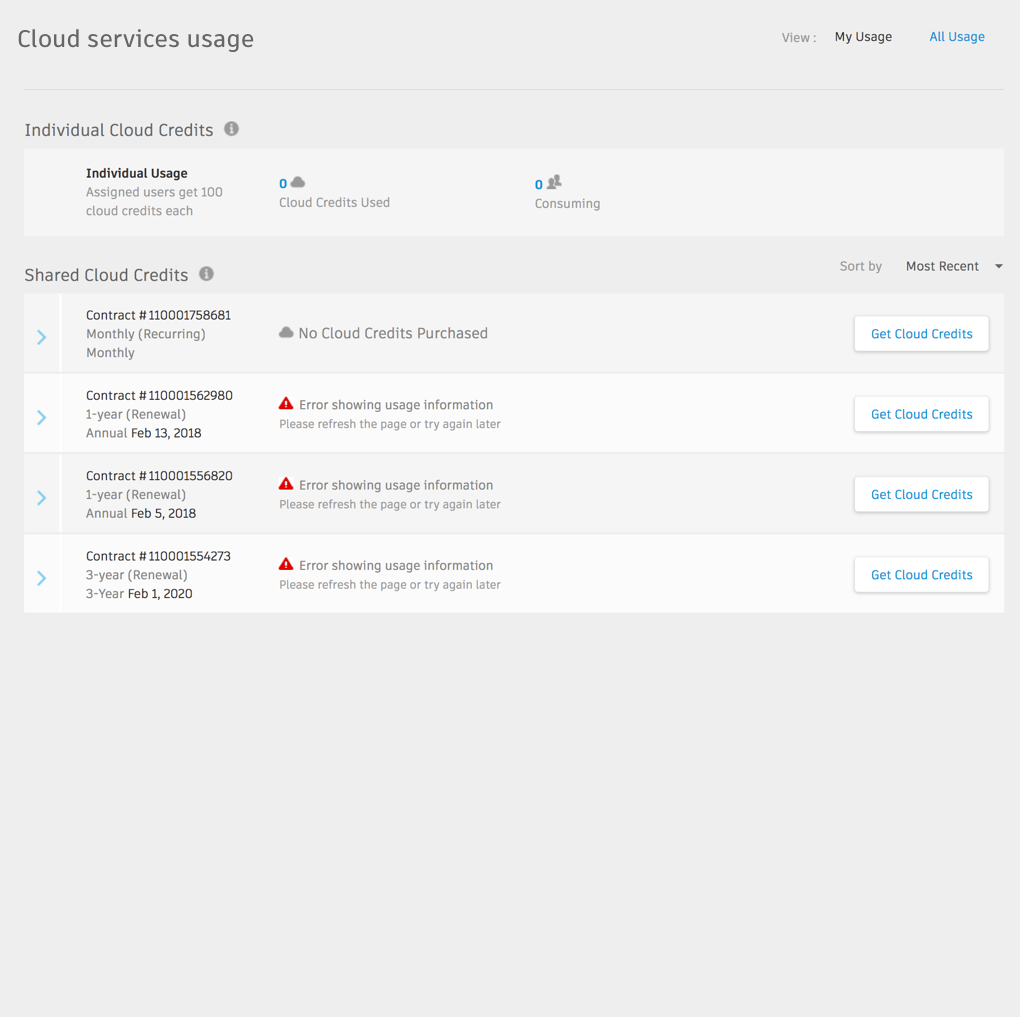 Cloud services usage
View : My Usage All Usage
Individual Cloud Credits
Individual Usage
Assigned users get 100
cloud credits each
0
Cloud Credits Used
0
Consuming
Shared Cloud Credits
Sort by Most Recent
Contract # 110001758681
Monthly (Recurring)
Monthly
No Cloud Credits Purchased
Get Cloud Credits
Contract # 110001562980
1-year (Renewal)
Annual Feb 13, 2018
Error showing usage information
Please refresh the page or try again later
Get Cloud Credits
Contract # 110001556820
1-year (Renewal)
Annual Feb 5, 2018
Error showing usage information
Please refresh the page or try again later
Get Cloud Credits
Contract # 110001554273
3-year (Renewal)
3-Year Feb 1, 2020
Error showing usage information
Please refresh the page or try again later
Get Cloud Credits